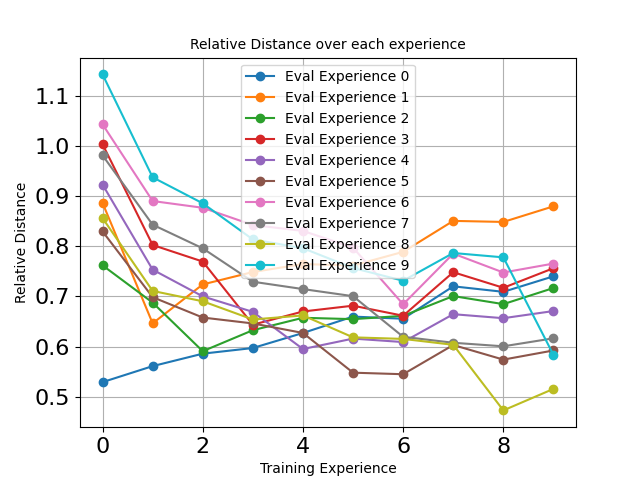 Relative Distance over each experience
Relative Distance
1.1
1.0
0.9
0.8
0.7
0.6
0.5
Eval Experience 0
Eval Experience 1
Eval Experience 2
Eval Experience 3
Eval Experience 4
Eval Experience 5
Eval Experience 6
Eval Experience 7
Eval Experience 8
Eval Experience 9
0 2 4 6 8
Training Experience